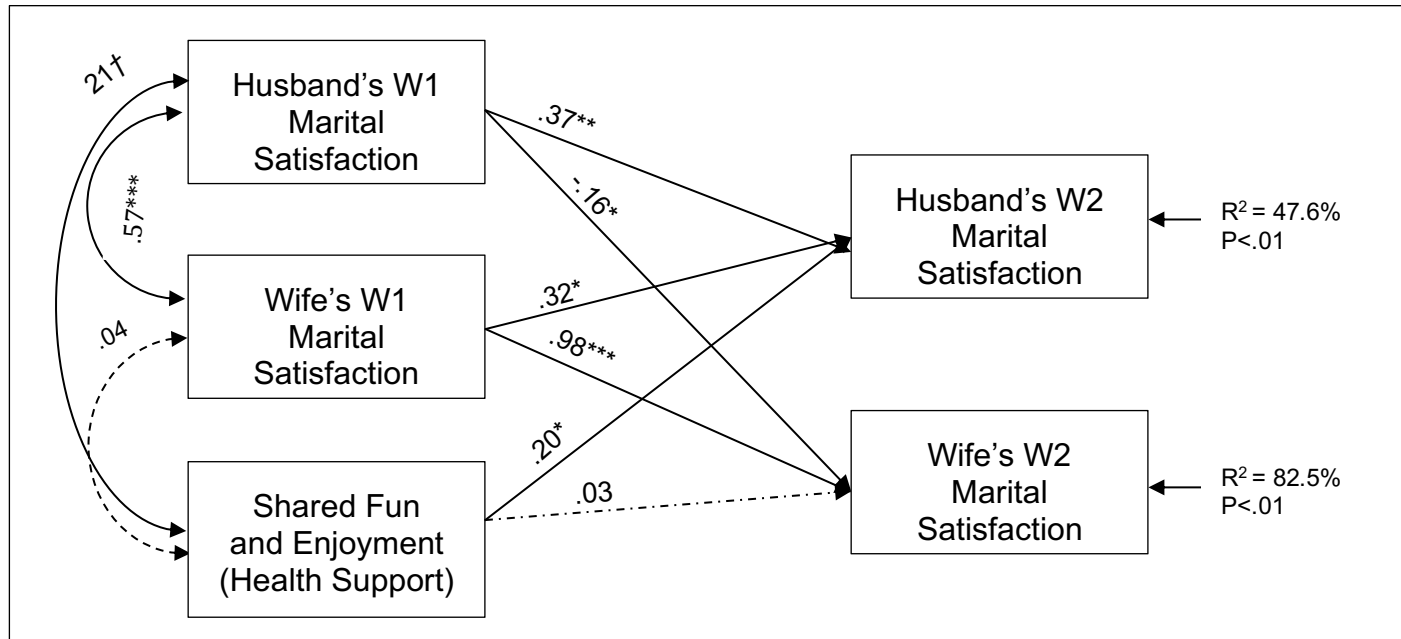 21†
.57***
.04
Husband’s W1
Marital
Satisfaction
Wife’s W1
Marital
Satisfaction
Shared Fun
and Enjoyment
(Health Support)
.37**
-.16*
.32*
.98***
.20*
.03
Husband’s W2
Marital
Satisfaction
Wife’s W2
Marital
Satisfaction
R² = 47.6%
P<.01
R² = 82.5%
P<.01